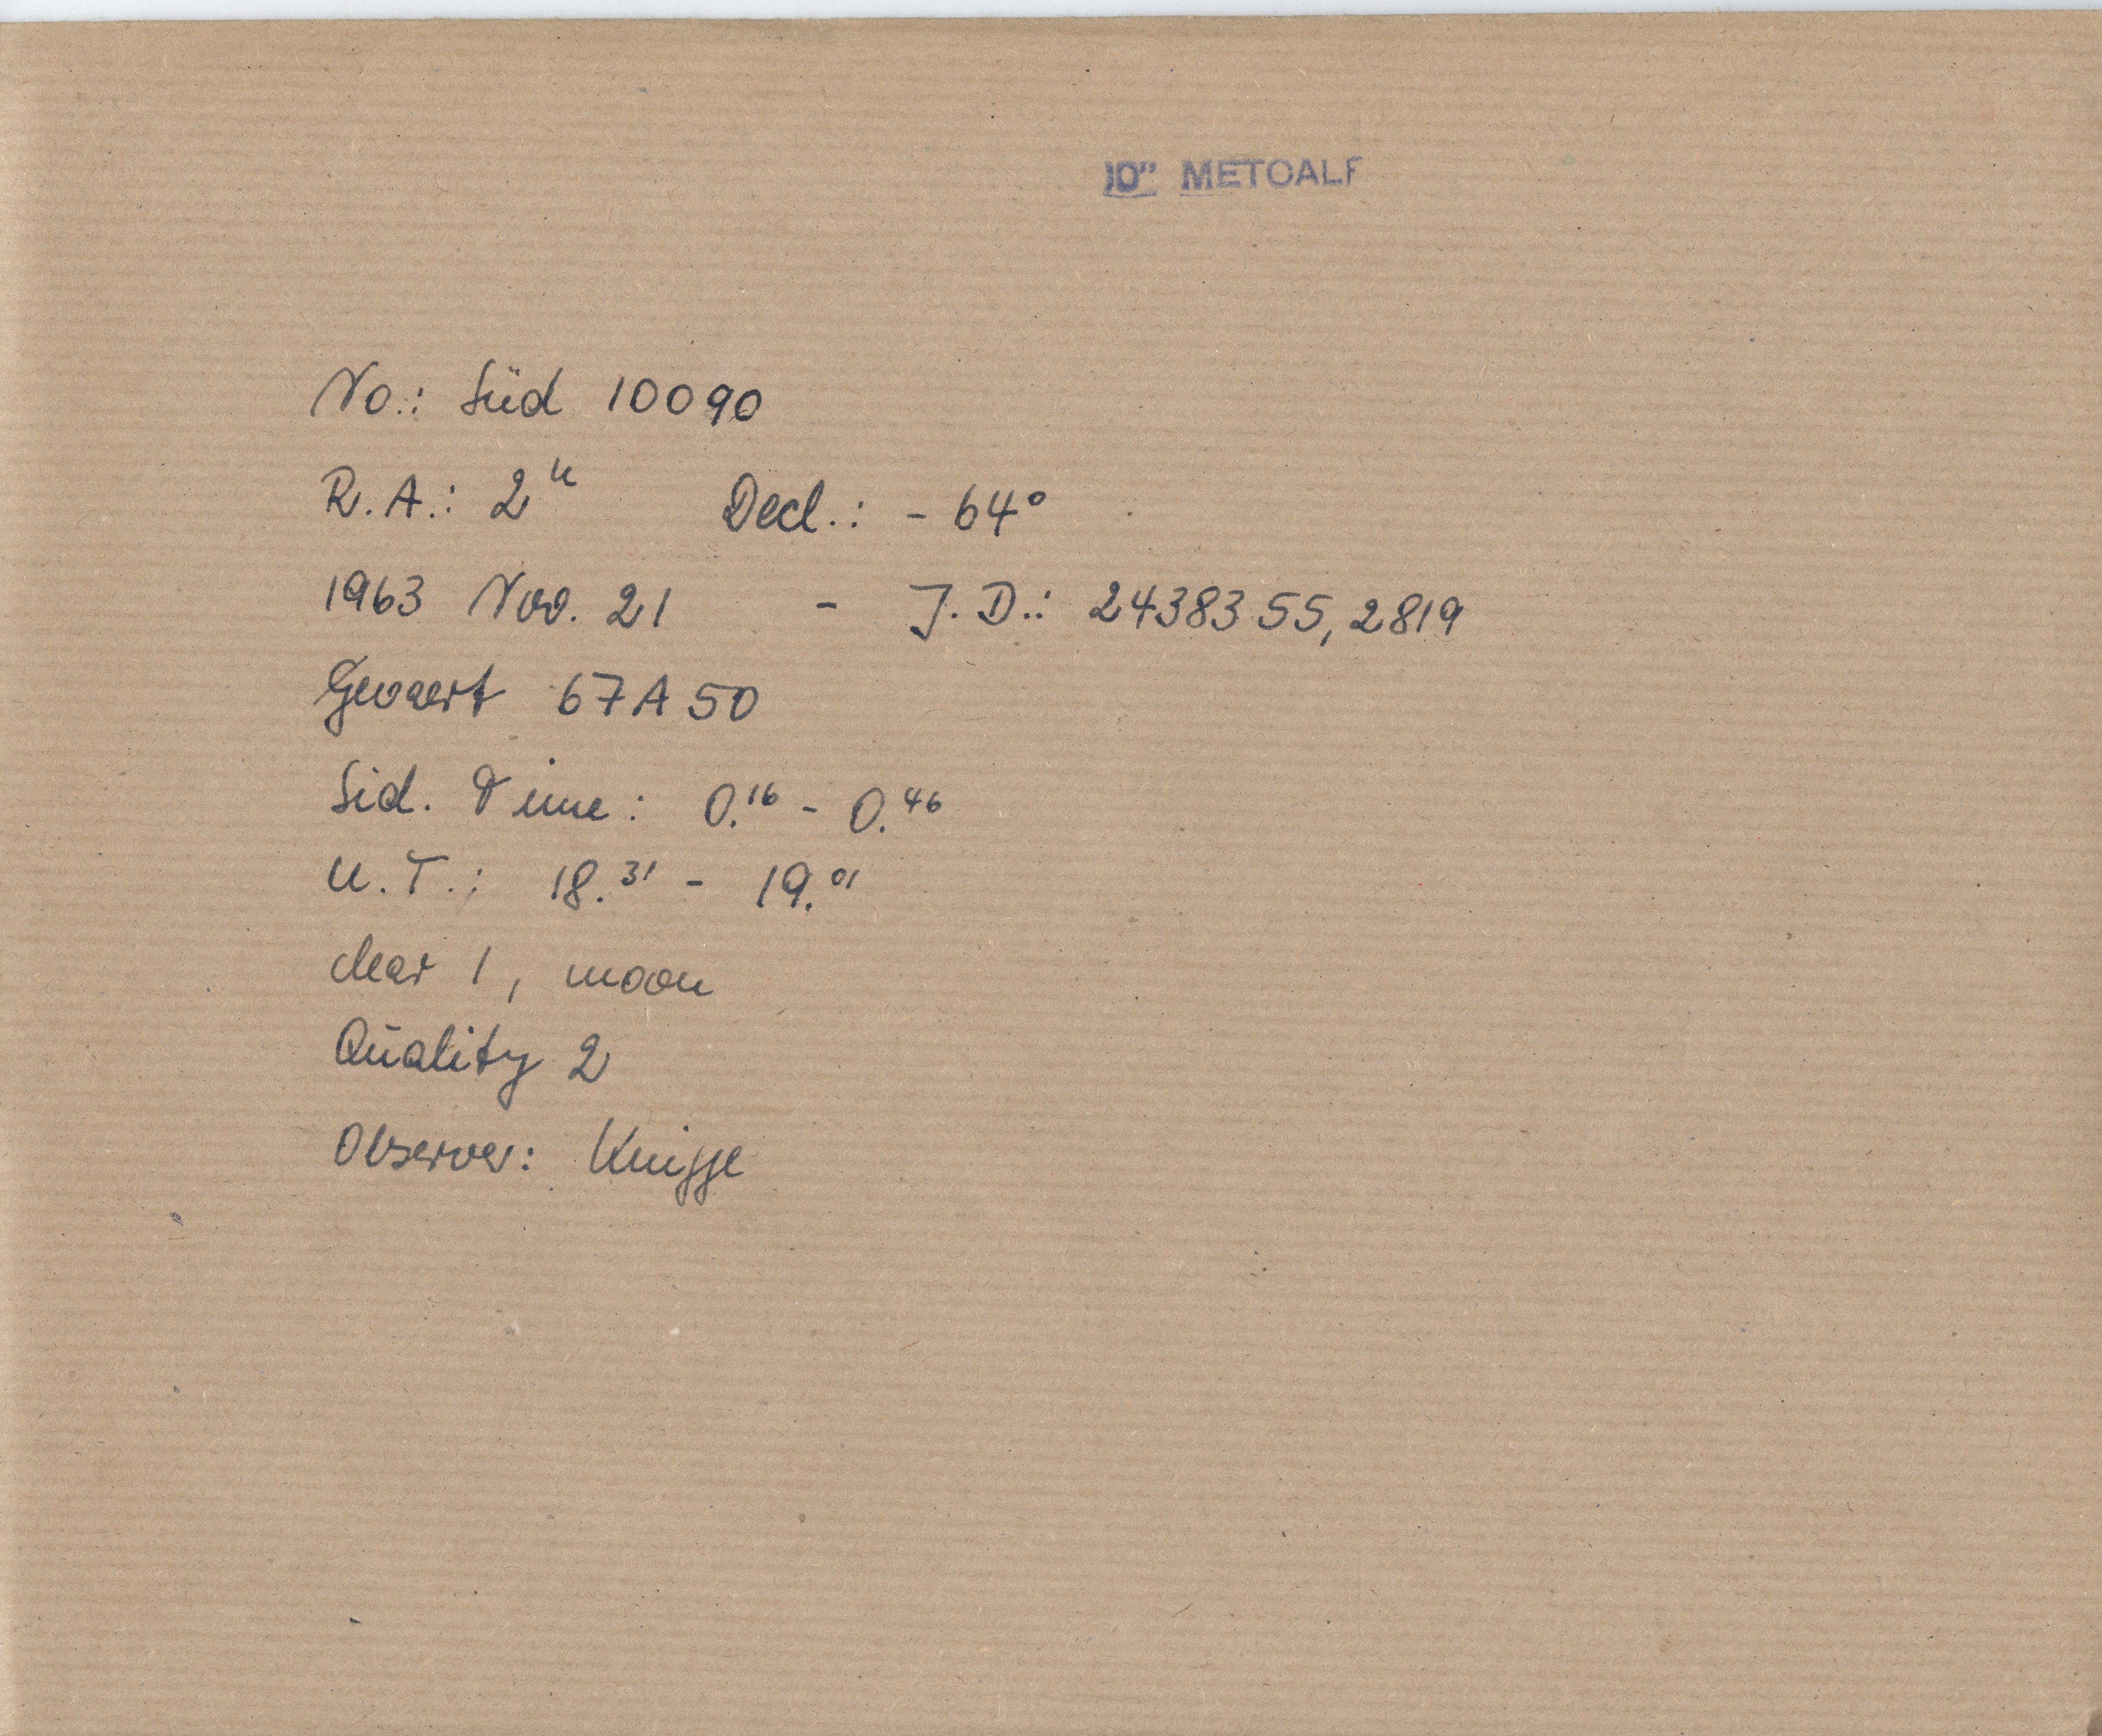 10" METCALF
No.: Süd 10090
R.A.: 2ʰ Decl.: - 64°
1963 Nov. 21 - J.D.: 2438355,2819
Gevaert 67A50
Sid. Time: 0.¹⁶ - 0.⁴⁶
U.T.: 18.³¹ - 19.⁰¹
clear 1, moon
Quality 2
Observer: Knigge